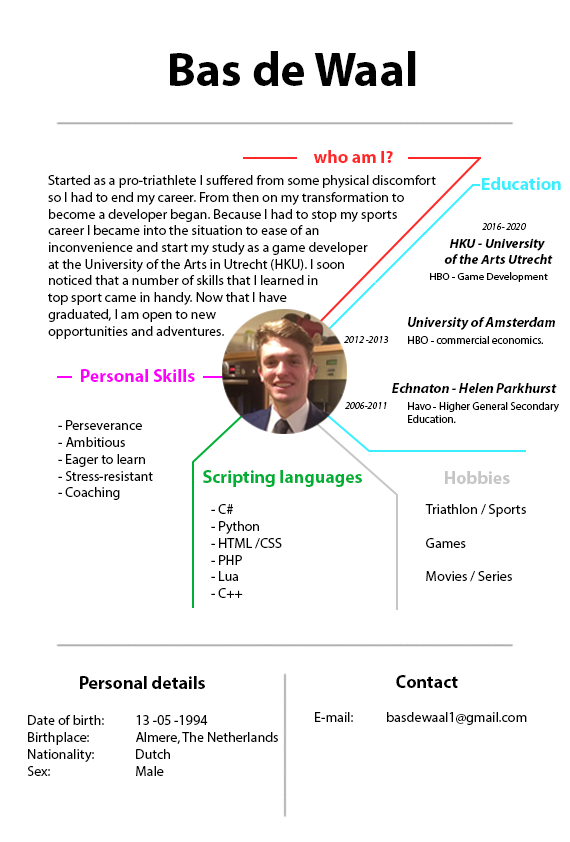 Bas de Waal
who am I?
Started as a pro-triathlete I suffered from some physical discomfort
so I had to end my career. From then on my transformation to
become a developer began. Because I had to stop my sports
career I became into the situation to ease of an
inconvenience and start my study as a game developer
at the University of the Arts in Utrecht (HKU). I soon
noticed that a number of skills that I learned in
top sport came in handy. Now that I have
graduated, I am open to new
opportunities and adventures.
Education
2016- 2020
HKU - University
of the Arts Utrecht
HBO - Game Development
University of Amsterdam
2012 -2013 HBO - commercial economics.
Echnaton - Helen Parkhurst
2006-2011 Havo - Higher General Secondary
Education.
Personal Skills
- Perseverance
- Ambitious
- Eager to learn
- Stress-resistant
- Coaching
Scripting languages
- C#
- Python
- HTML /CSS
- PHP
- Lua
- C++
Hobbies
Triathlon / Sports
Games
Movies / Series
Personal details
Date of birth: 13 -05 -1994
Birthplace: Almere, The Netherlands
Nationality: Dutch
Sex: Male
Contact
E-mail: basdewaal1@gmail.com